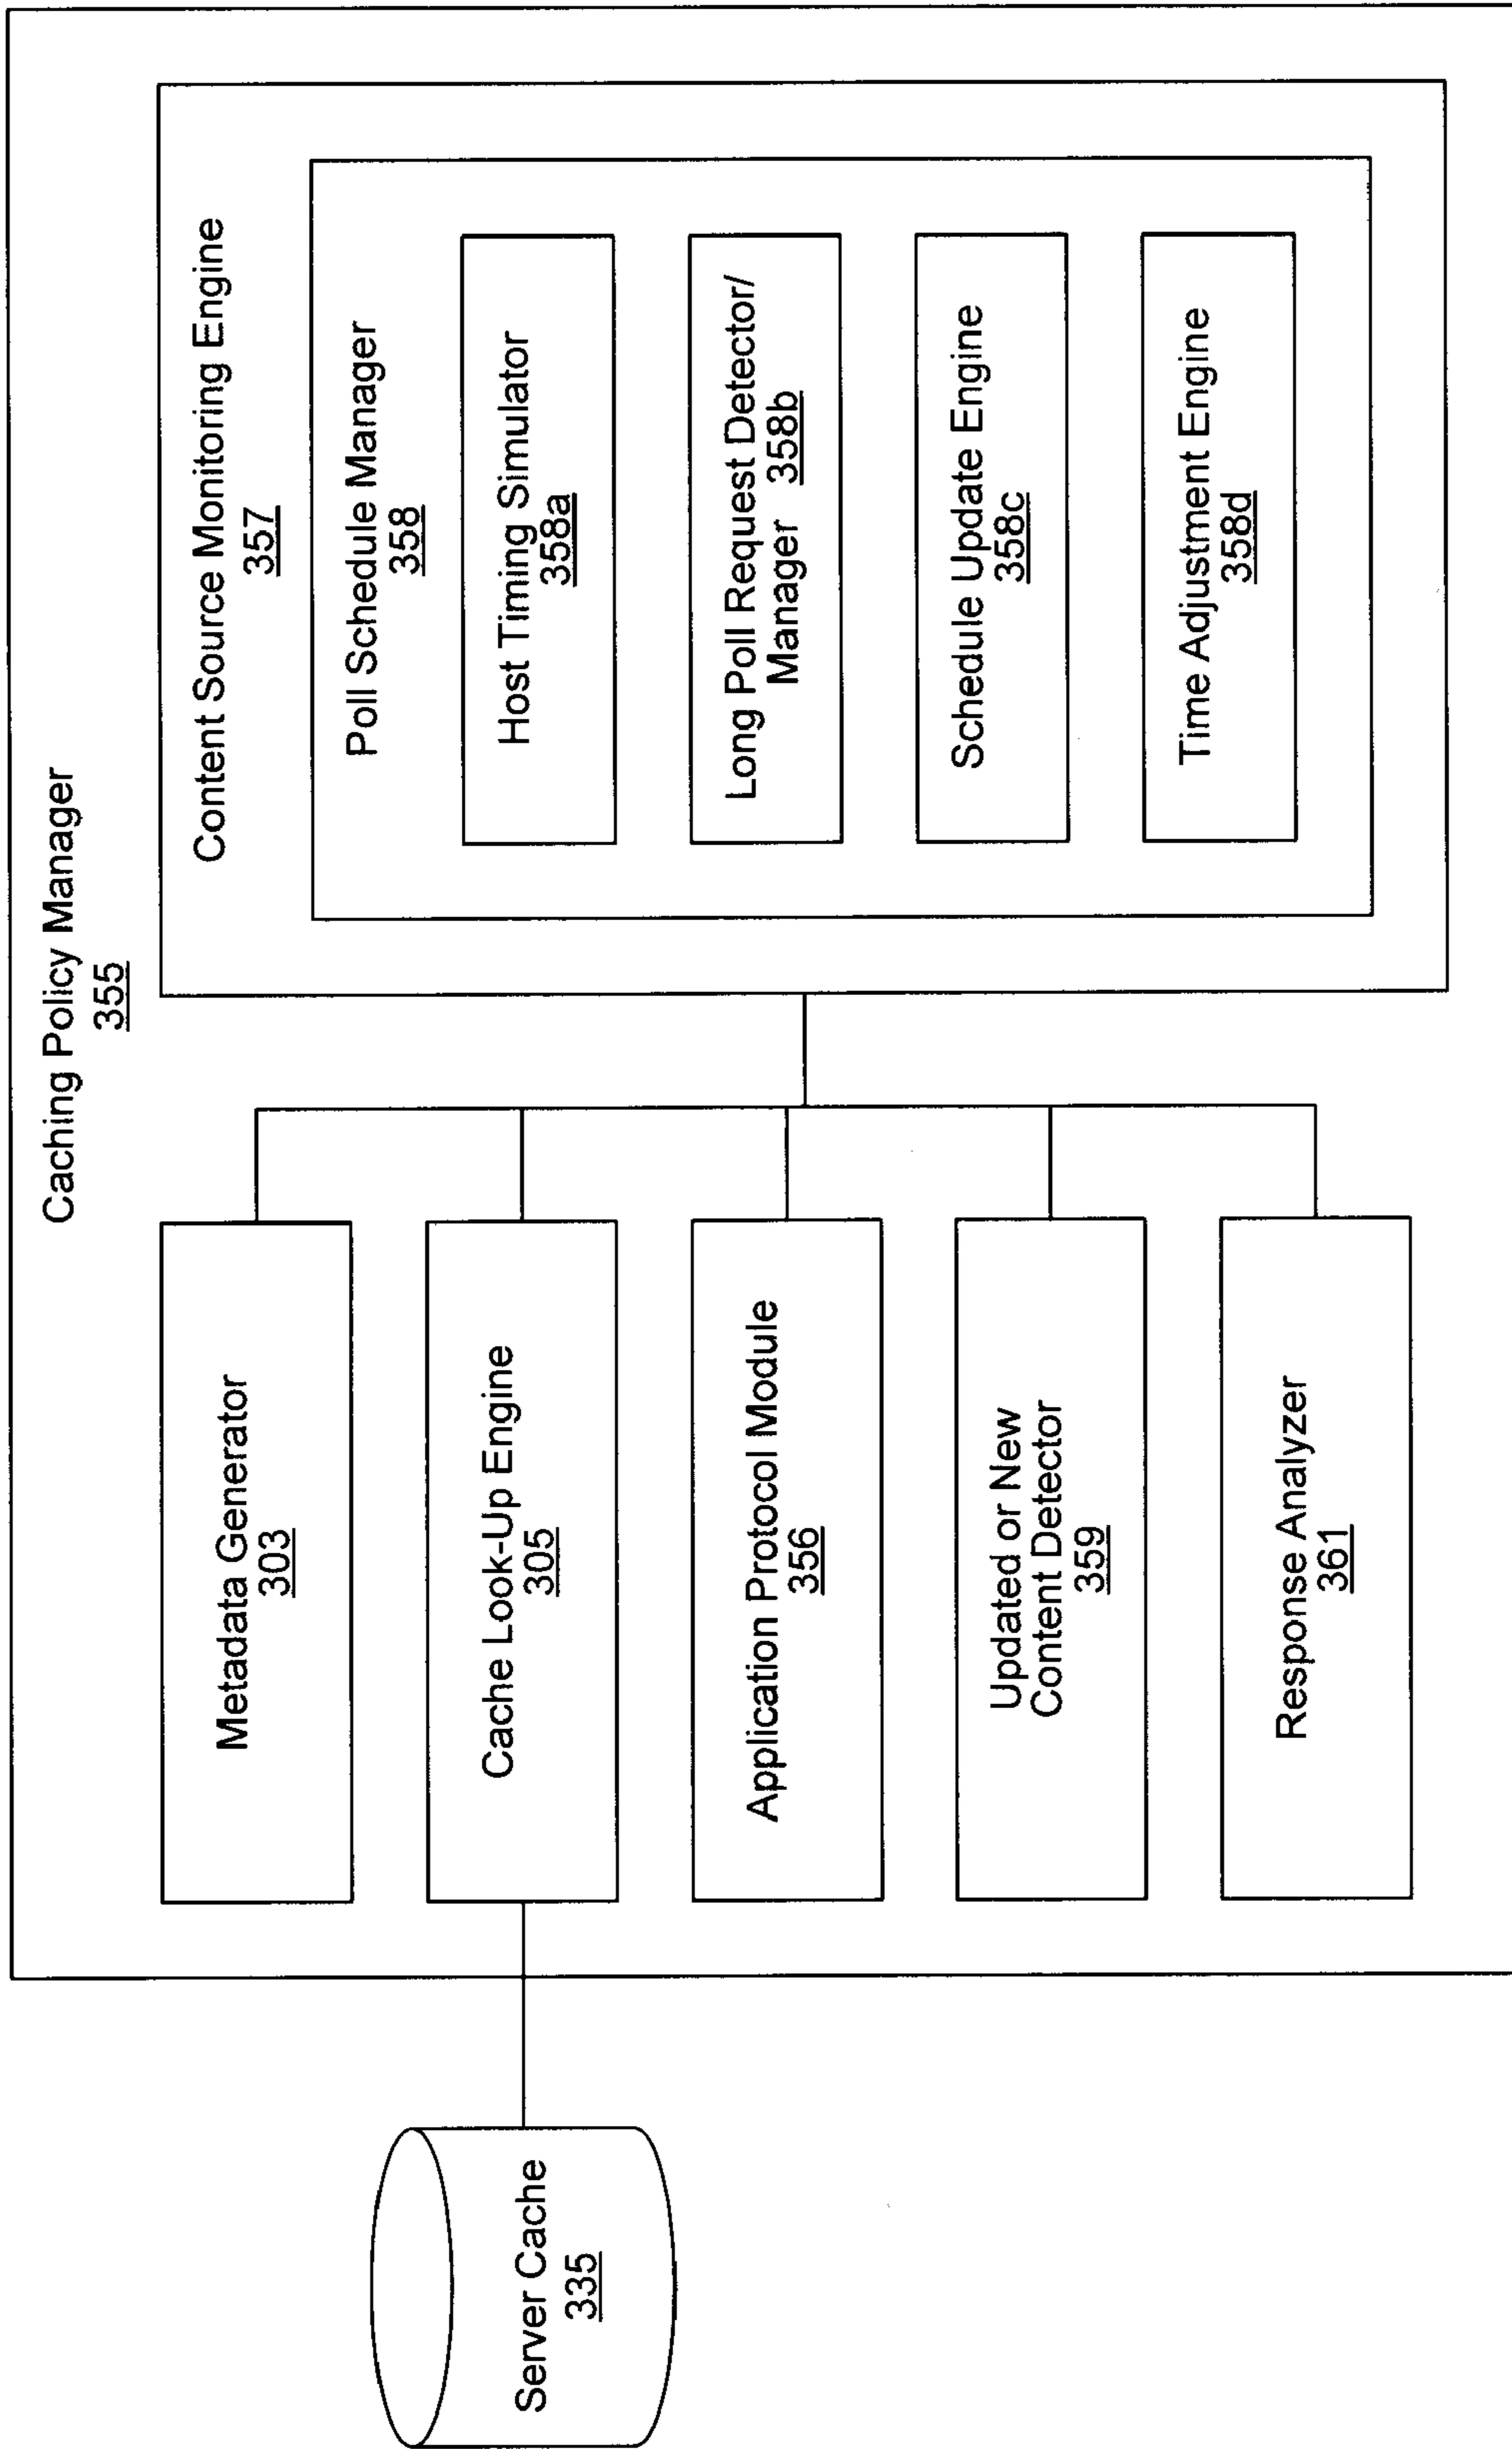 Caching Policy Manager
355
Server Cache
335
Metadata Generator
303
Cache Look-Up Engine
305
Application Protocol Module
356
Updated or New
Content Detector
359
Response Analyzer
361
Content Source Monitoring Engine
357
Poll Schedule Manager
358
Host Timing Simulator
358a
Long Poll Request Detector/
Manager 358b
Schedule Update Engine
358c
Time Adjustment Engine
358d